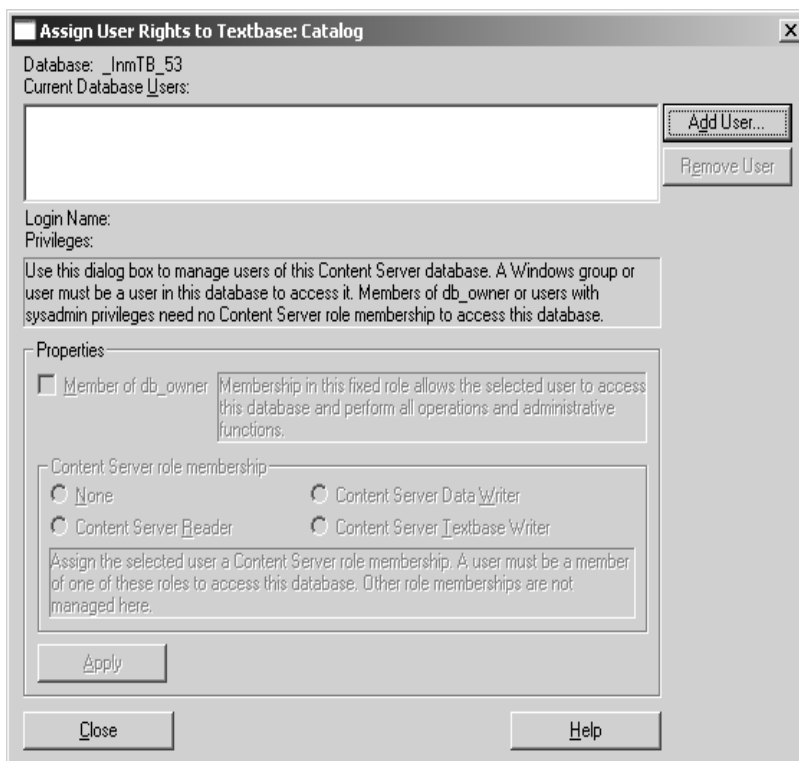 Assign User Rights to Textbase: Catalog
Database: _InmTB_53
Current Database Users:
Add User...
Remove User
Login Name:
Privileges:
Use this dialog box to manage users of this Content Server database. A Windows group or
user must be a user in this database to access it. Members of db_owner or users with
sysadmin privileges need no Content Server role membership to access this database.
Properties
Member of db_owner
Membership in this fixed role allows the selected user to access
this database and perform all operations and administrative
functions.
Content Server role membership
None
Content Server Data Writer
Content Server Reader
Content Server Textbase Writer
Assign the selected user a Content Server role membership. A user must be a member
of one of these roles to access this database. Other role memberships are not
managed here.
Apply
Close
Help